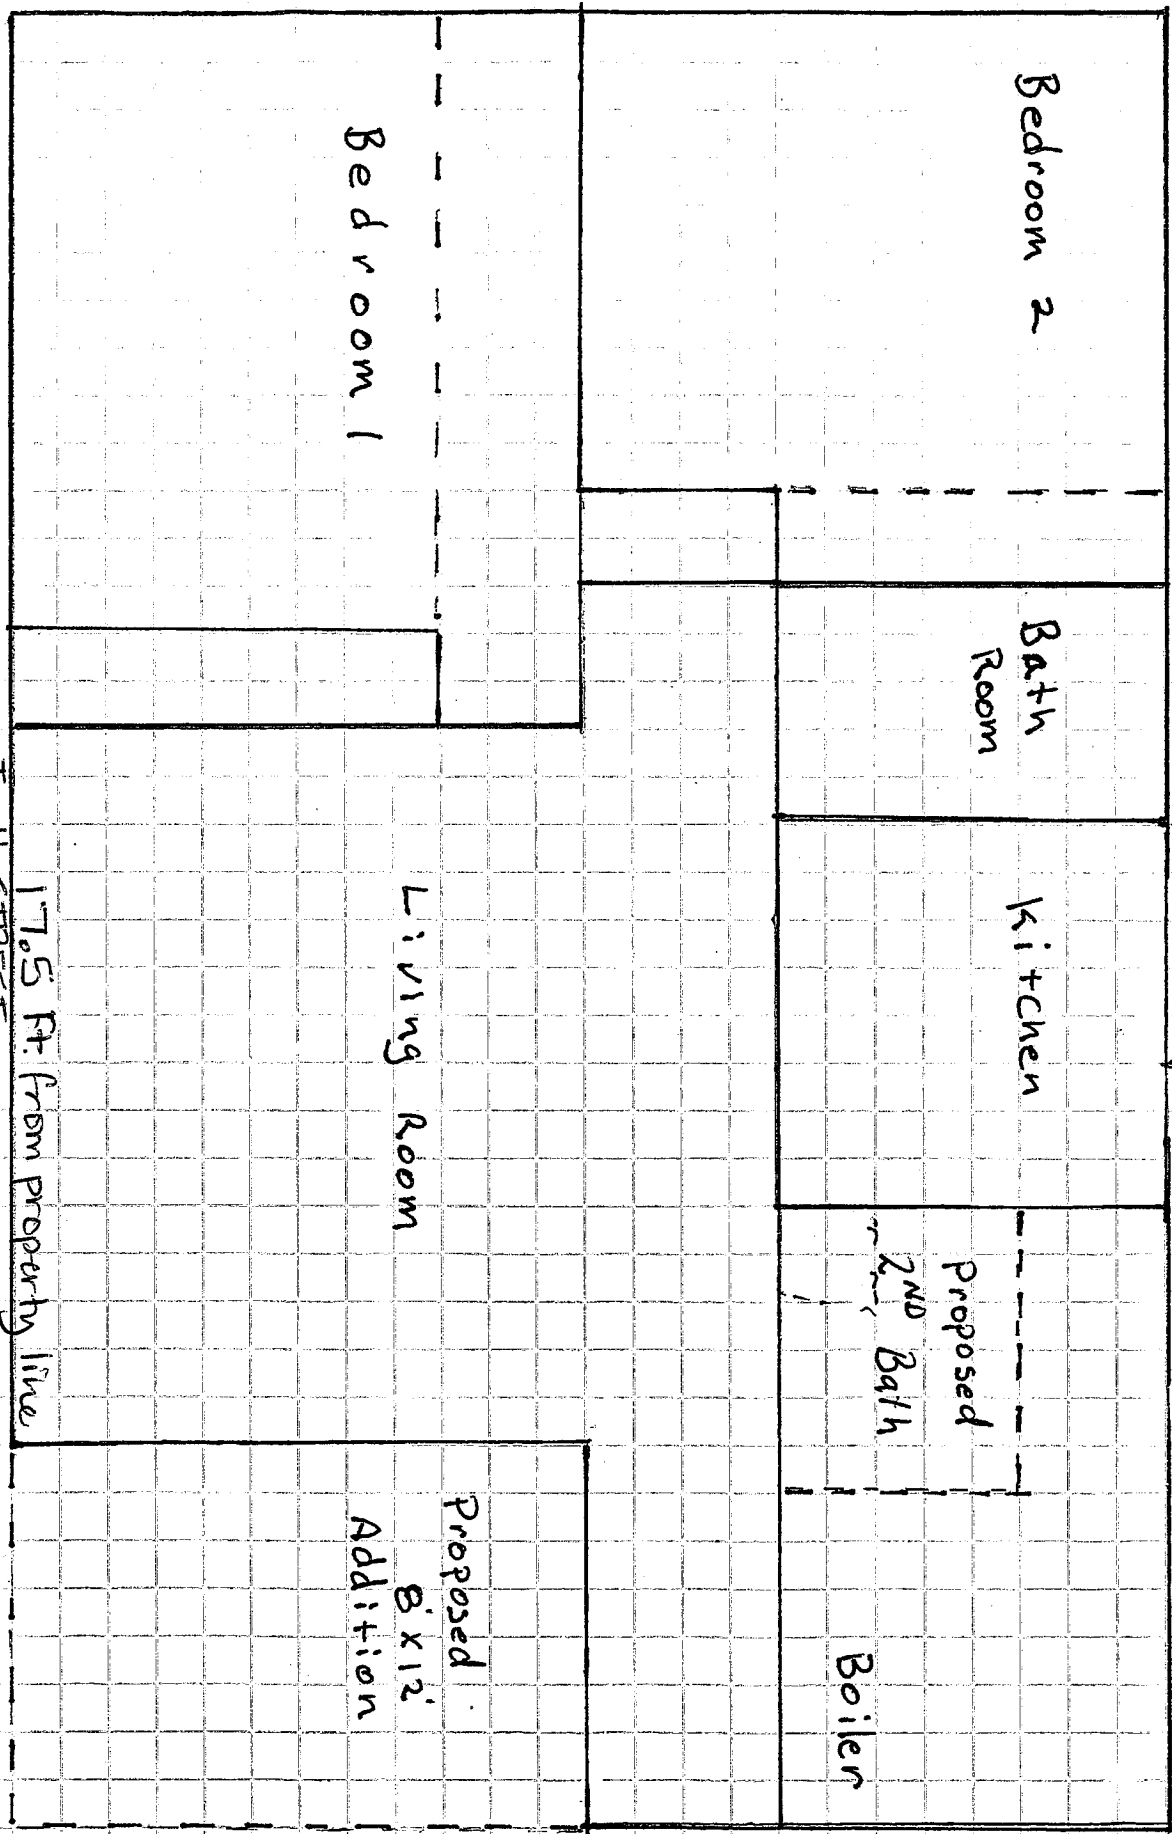 Bedroom 2
Bath
Room
Kitchen
Proposed
2ND Bath
Boiler
Bedroom 1
Living Room
Proposed
8' x 12'
Addition
17.5 Ft. from property line